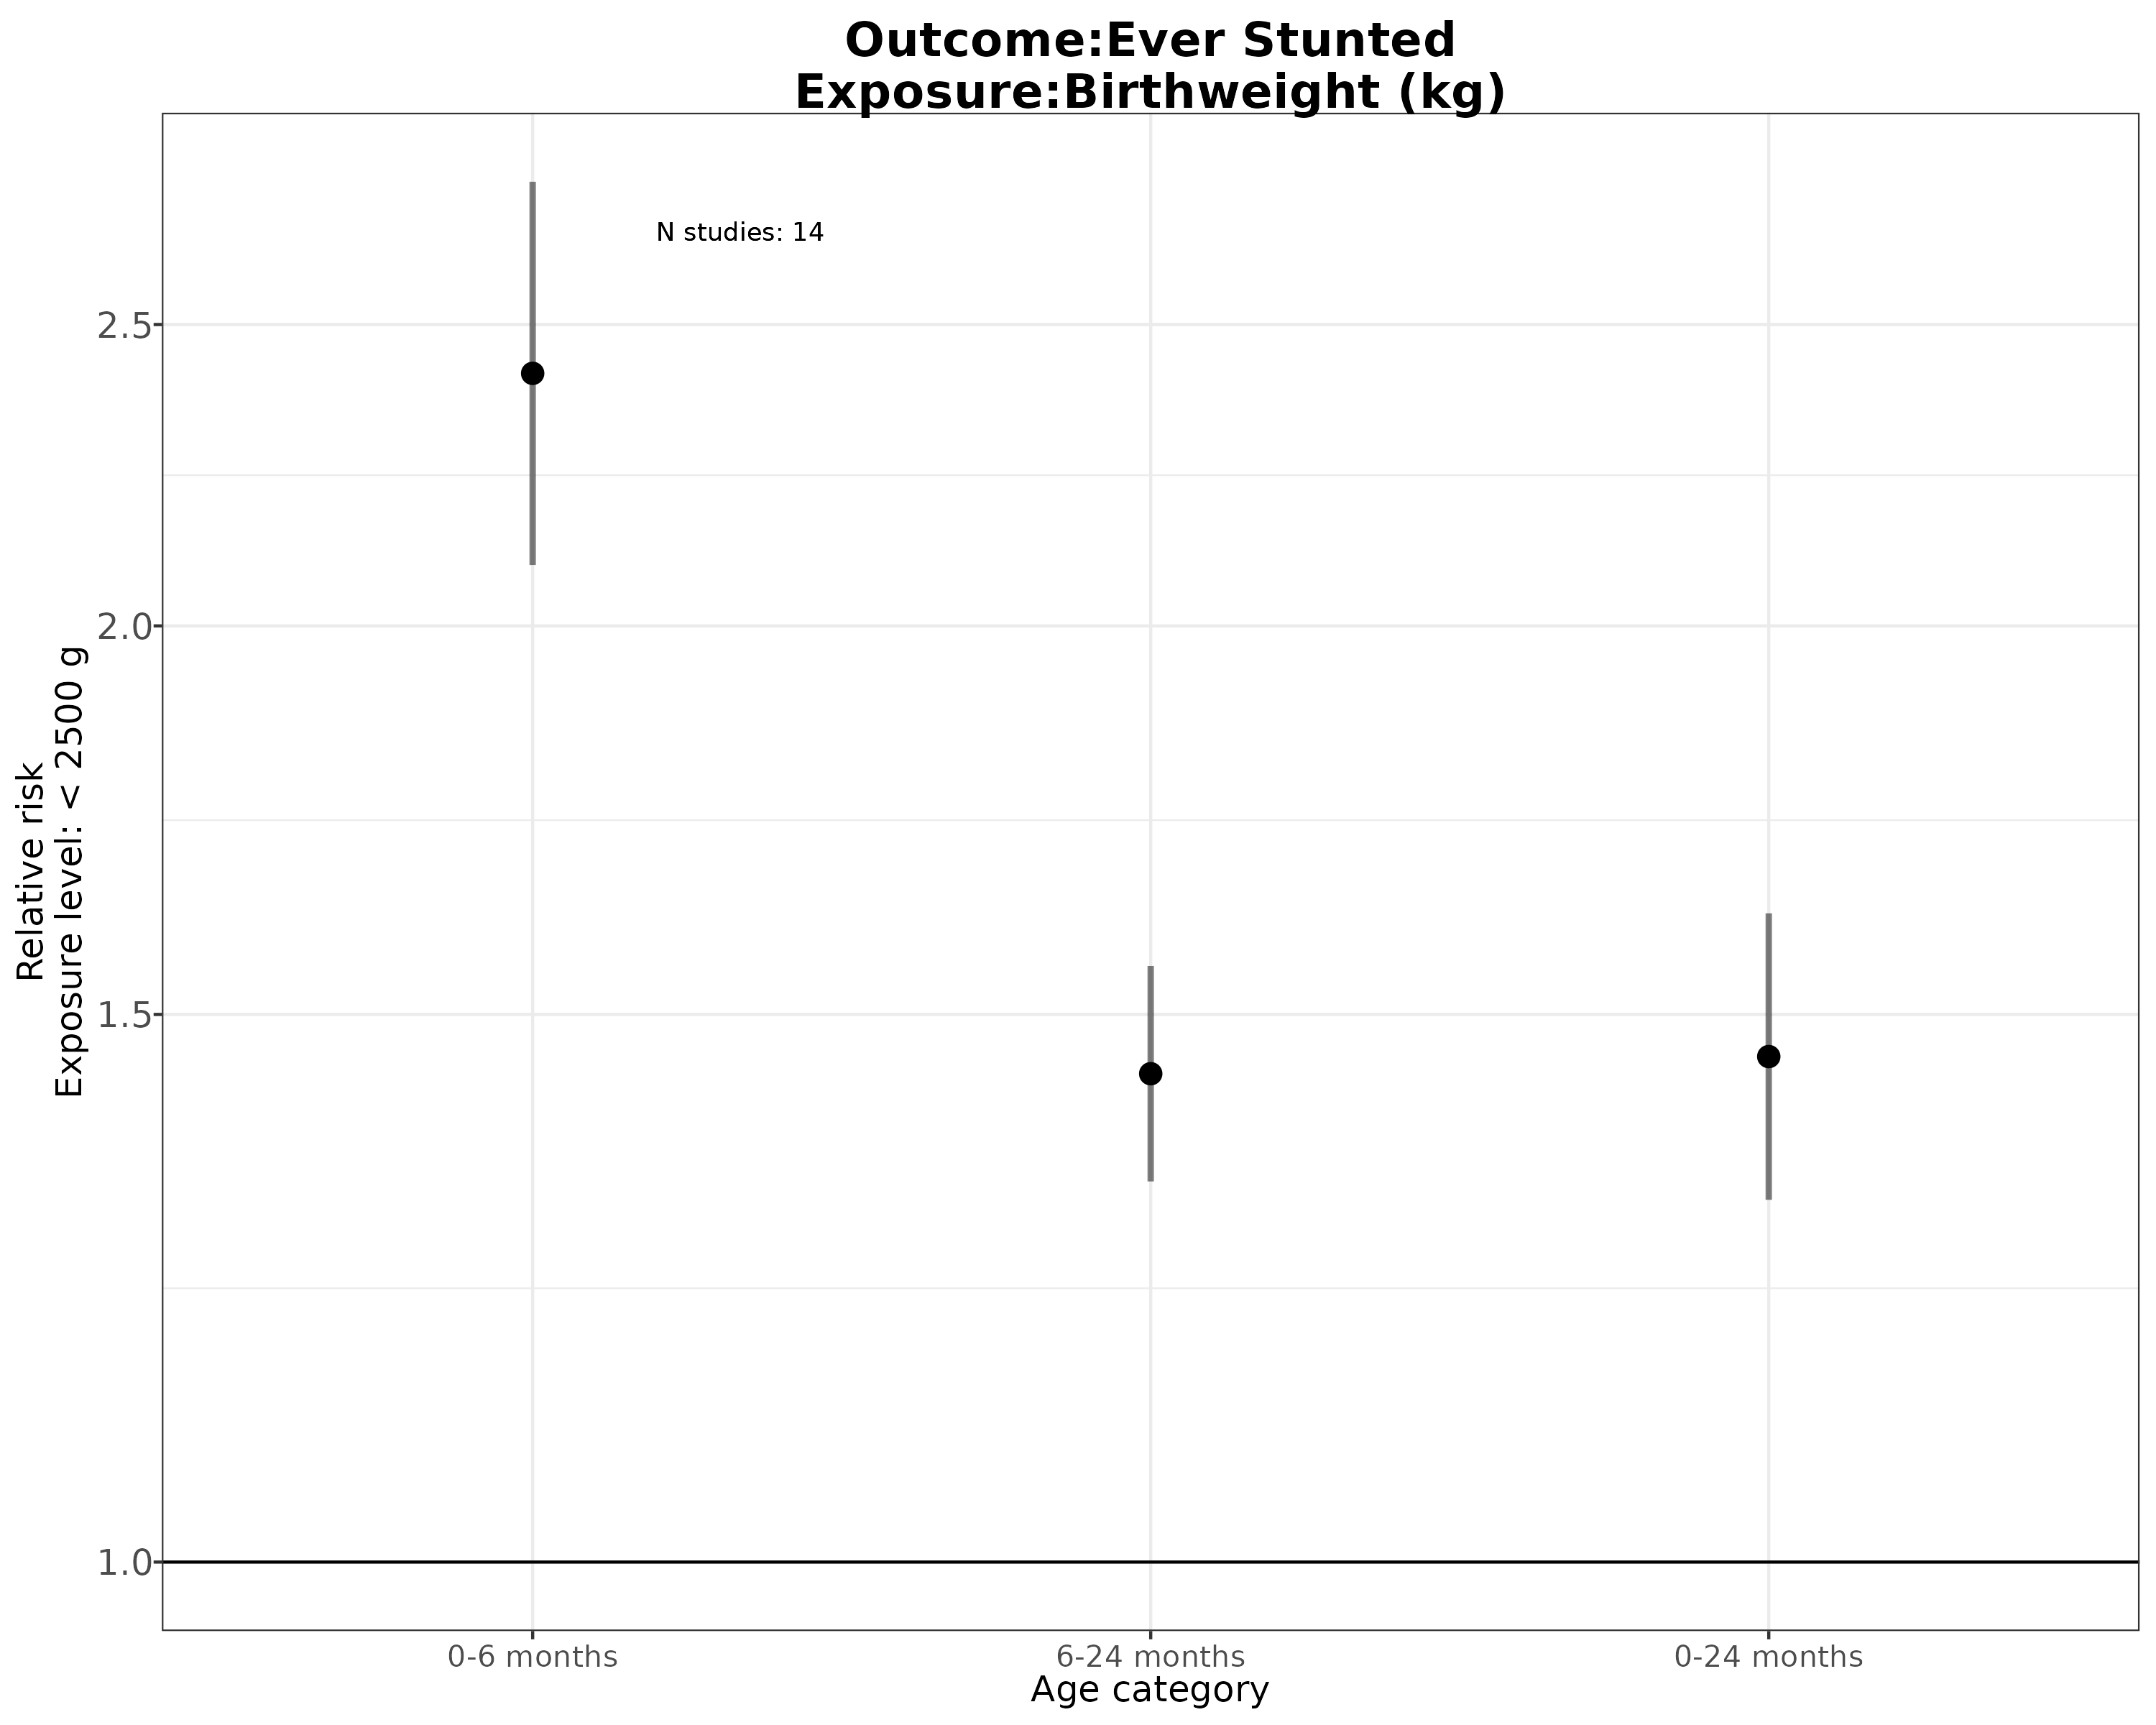 Outcome:Ever Stunted
Exposure:Birthweight (kg)
N studies: 14
2.5
2.0
1.5
1.0
Relative risk
Exposure level: < 2500 g
0-6 months
6-24 months
0-24 months
Age category